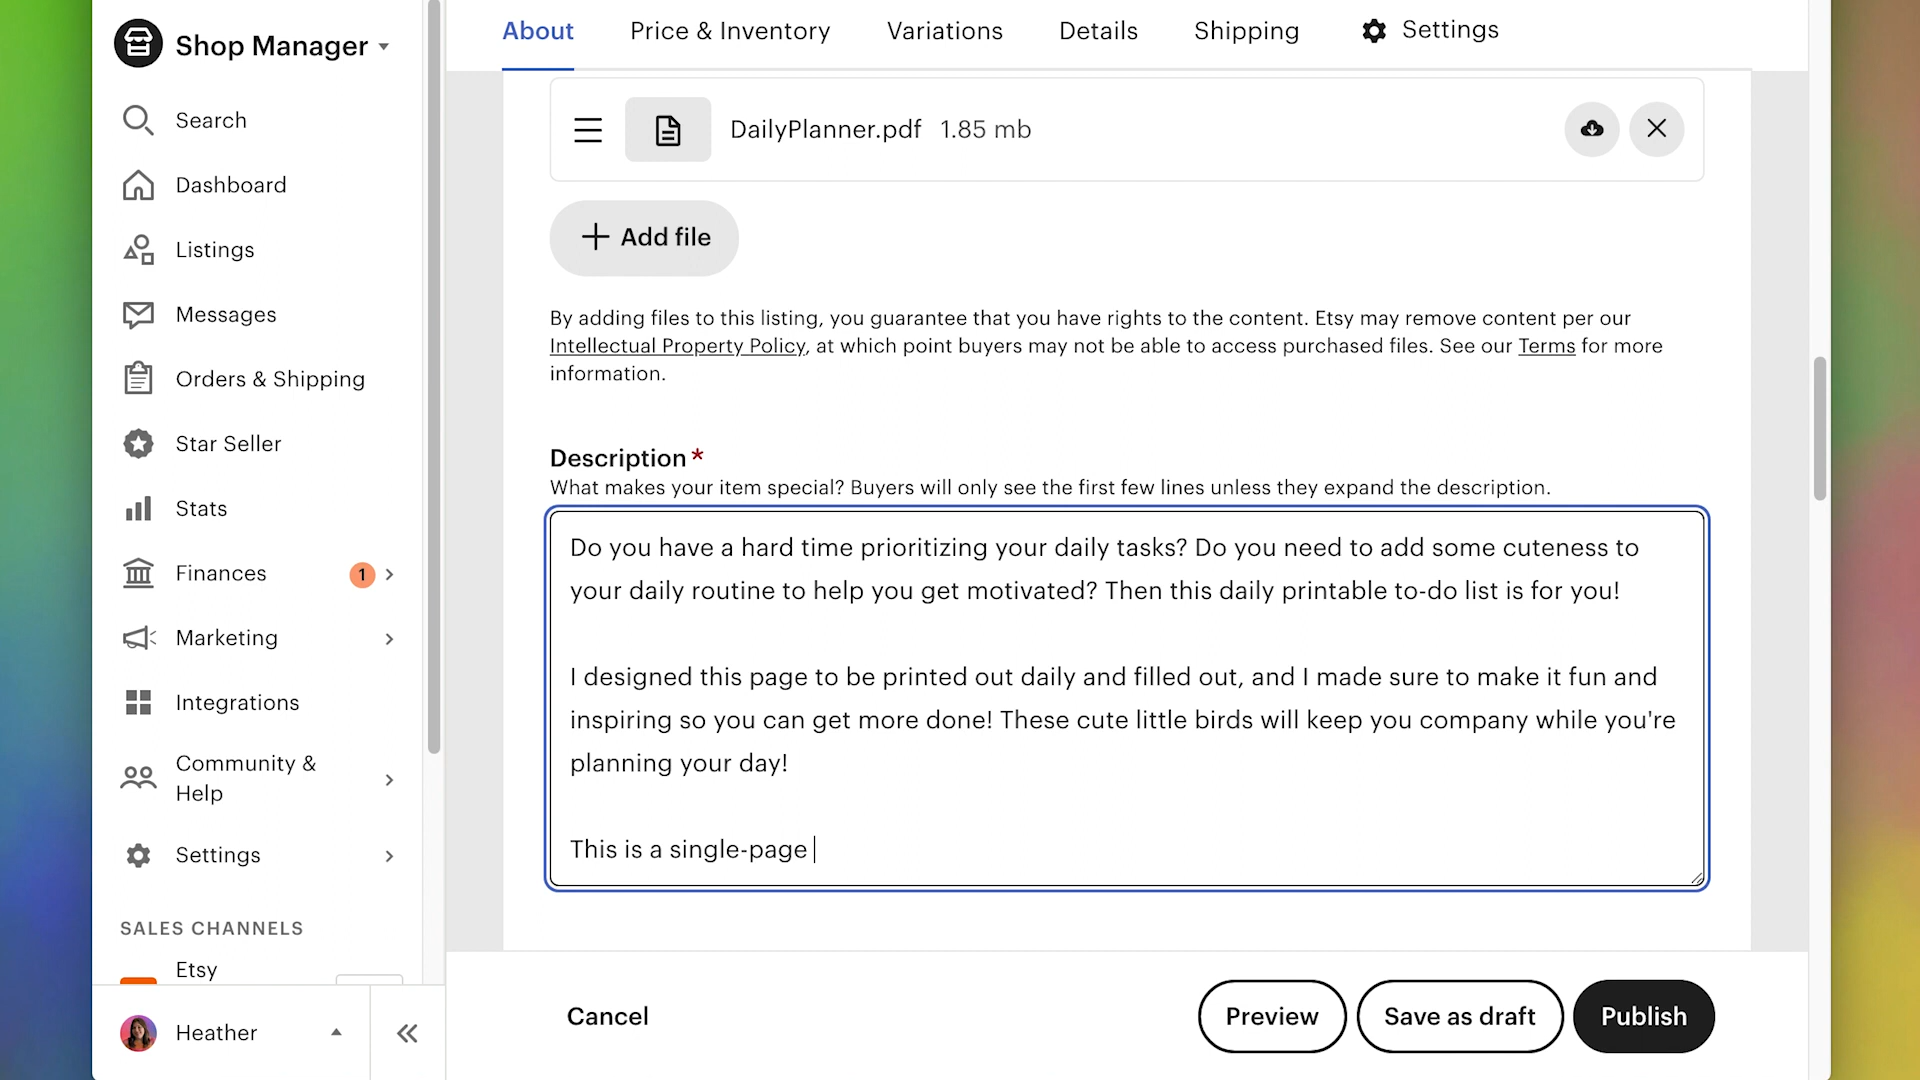 Shop Manager
Search
Dashboard
Listings
Messages
Orders & Shipping
Star Seller
Stats
Finances 1
Marketing
Integrations
Community &
Help
Settings
SALES CHANNELS
Etsy
Heather
About Price & Inventory Variations Details Shipping Settings
DailyPlanner.pdf 1.85 mb
Add file
By adding files to this listing, you guarantee that you have rights to the content. Etsy may remove content per our
Intellectual Property Policy, at which point buyers may not be able to access purchased files. See our Terms for more
information.
Description *
What makes your item special? Buyers will only see the first few lines unless they expand the description.
Do you have a hard time prioritizing your daily tasks? Do you need to add some cuteness to
your daily routine to help you get motivated? Then this daily printable to-do list is for you!
I designed this page to be printed out daily and filled out, and I made sure to make it fun and
inspiring so you can get more done! These cute little birds will keep you company while you're
planning your day!
This is a single-page
Cancel Preview Save as draft Publish